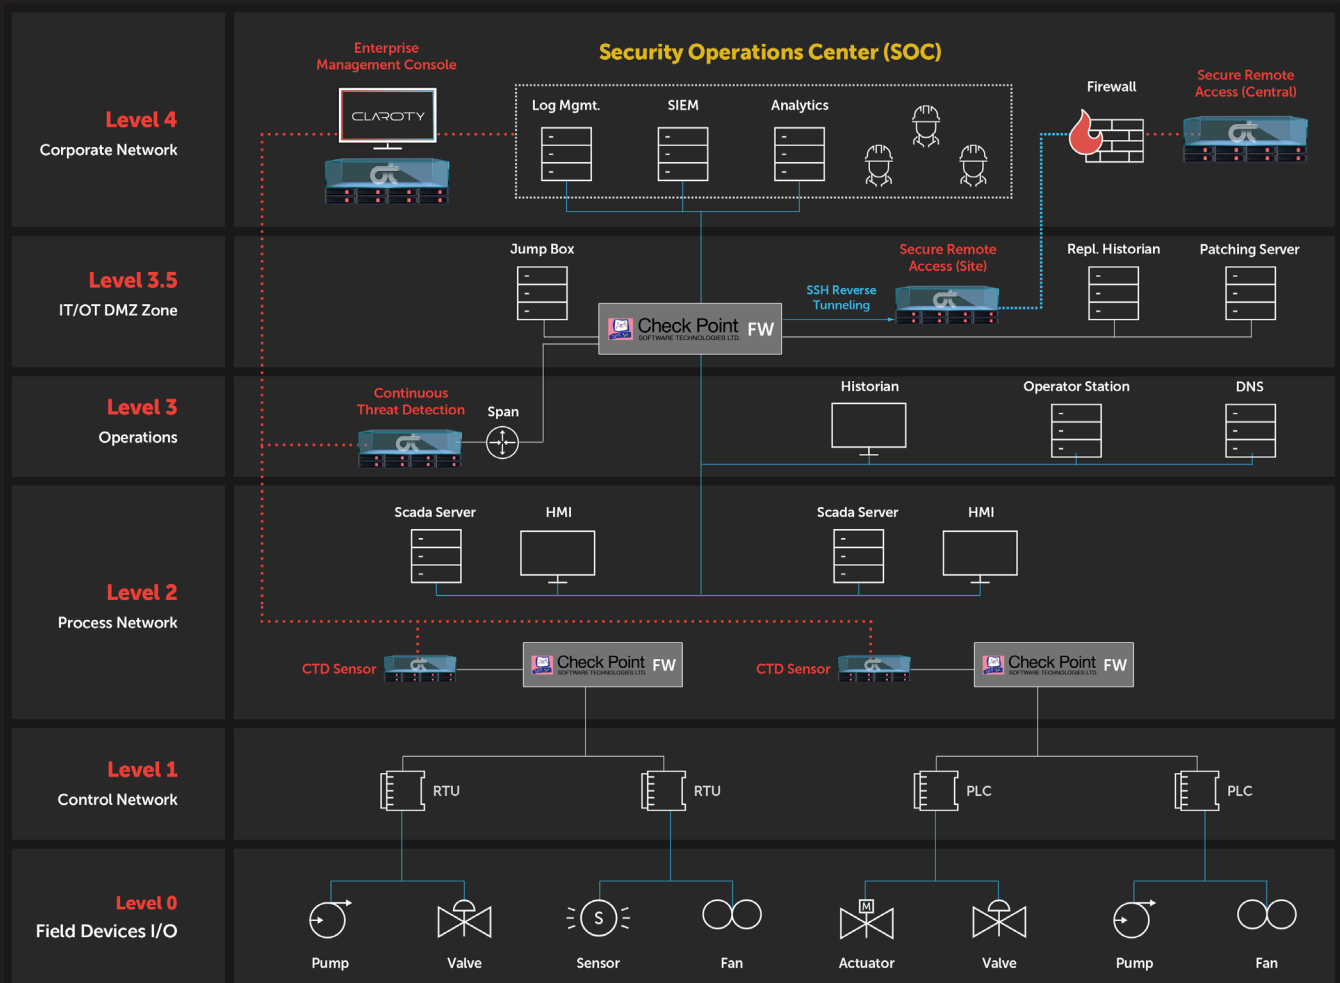 Security Operations Center (SOC)
Enterprise
Management Console
CLAROTY
Log Mgmt.
SIEM
Analytics
Firewall
Secure Remote
Access (Central)
Level 4
Corporate Network
Jump Box
Secure Remote
Access (Site)
Repl. Historian
Patching Server
Level 3.5
IT/OT DMZ Zone
SSH Reverse
Tunneling
Check Point FW
SOFTWARE TECHNOLOGIES LTD.
Level 3
Operations
Continuous
Threat Detection
Span
Historian
Operator Station
DNS
Scada Server
HMI
Scada Server
HMI
Level 2
Process Network
CTD Sensor
Check Point FW
SOFTWARE TECHNOLOGIES LTD.
CTD Sensor
Check Point FW
SOFTWARE TECHNOLOGIES LTD.
Level 1
Control Network
RTU
RTU
PLC
PLC
Level 0
Field Devices I/O
S
M
Pump
Valve
Sensor
Fan
Actuator
Valve
Pump
Fan